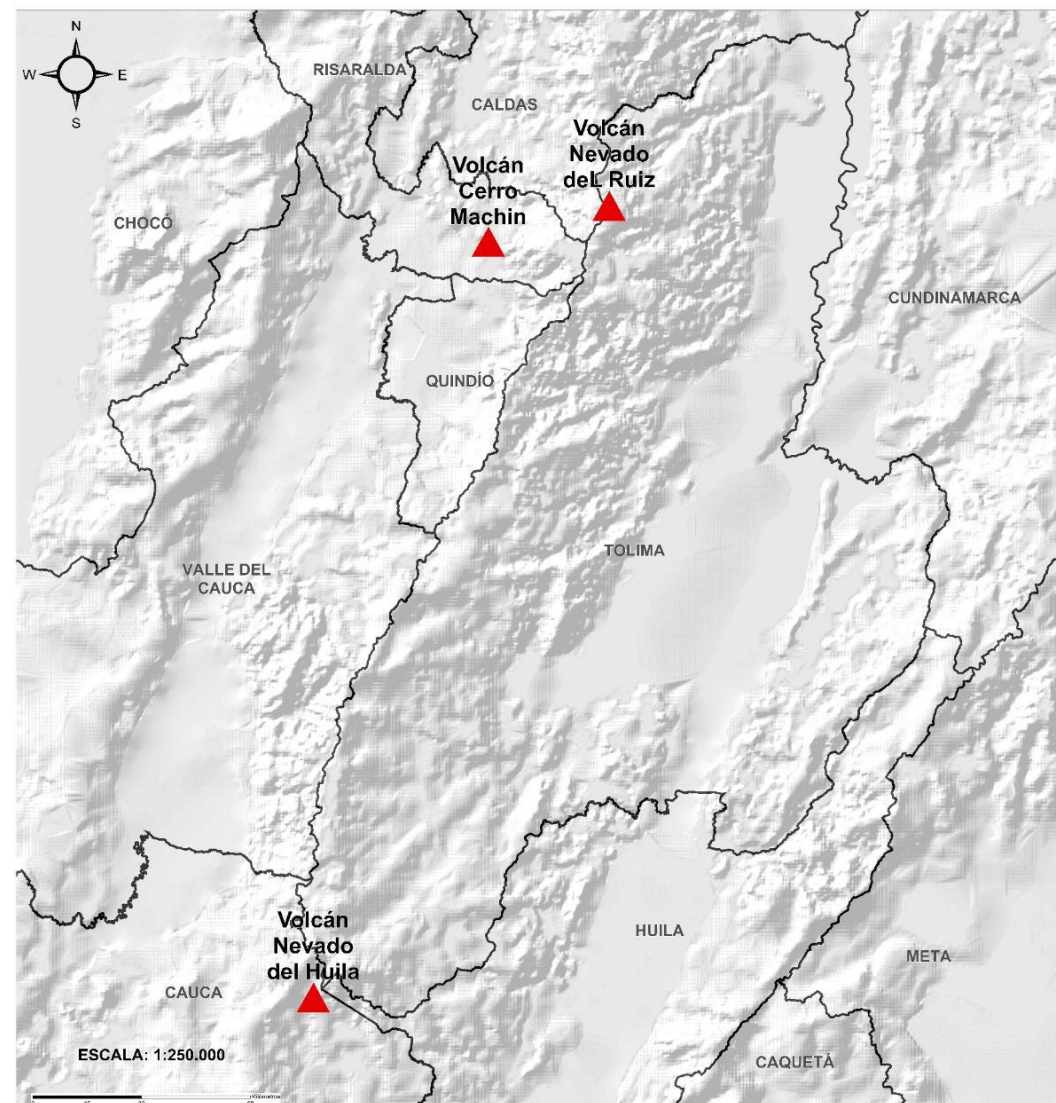 N
W
E
S
RISARALDA
CALDAS
Volcán
Nevado
deL Ruiz
Volcán
Cerro
Machin
CHOCÓ
CUNDINAMARCA
QUINDÍO
TOLIMA
VALLE DEL
CAUCA
Volcán
Nevado
del Huila
HUILA
META
CAUCA
ESCALA: 1:250.000
CAQUETÁ